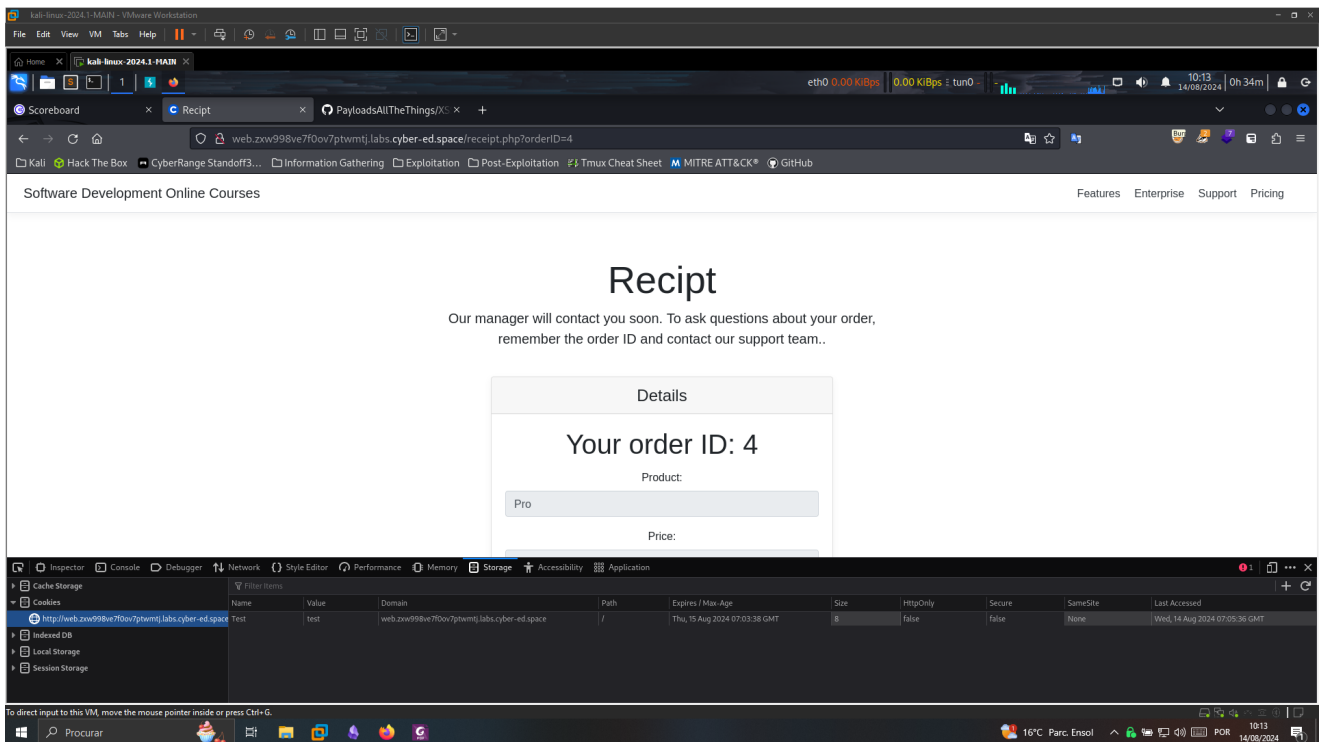 kali-linux-2024.1-MAIN - VMware Workstation
File Edit View VM Tabs Help
Home kali-linux-2024.1-MAIN
1 eth0 0.00 KiBps 0.00 KiBps tun0 10:13 14/08/2024 0h 34m
Scoreboard Recipt PayloadsAllTheThings/XS
web.zxw998ve7f0ov7ptwmtj.labs.cyber-ed.space/receipt.php?orderID=4
Kali Hack The Box CyberRange Standoff3... Information Gathering Exploitation Post-Exploitation Tmux Cheat Sheet MITRE ATT&CK® GitHub
Software Development Online Courses Features Enterprise Support Pricing
Recipt
Our manager will contact you soon. To ask questions about your order,
remember the order ID and contact our support team..
Details
Your order ID: 4
Product:
Pro
Price:
Inspector Console Debugger Network Style Editor Performance Memory Storage Accessibility Application 1
Cache Storage Filter Items
Cookies Name Value Domain Path Expires / Max-Age Size HttpOnly Secure SameSite Last Accessed
http://web.zxw998ve7f0ov7ptwmtj.labs.cyber-ed.space Test test web.zxw998ve7f0ov7ptwmtj.labs.cyber-ed.space / Thu, 15 Aug 2024 07:03:38 GMT 8 false false None Wed, 14 Aug 2024 07:05:36 GMT
Indexed DB
Local Storage
Session Storage
To direct input to this VM, move the mouse pointer inside or press Ctrl+G.
Procurar 16°C Parc. Ensol POR 10:13
14/08/2024